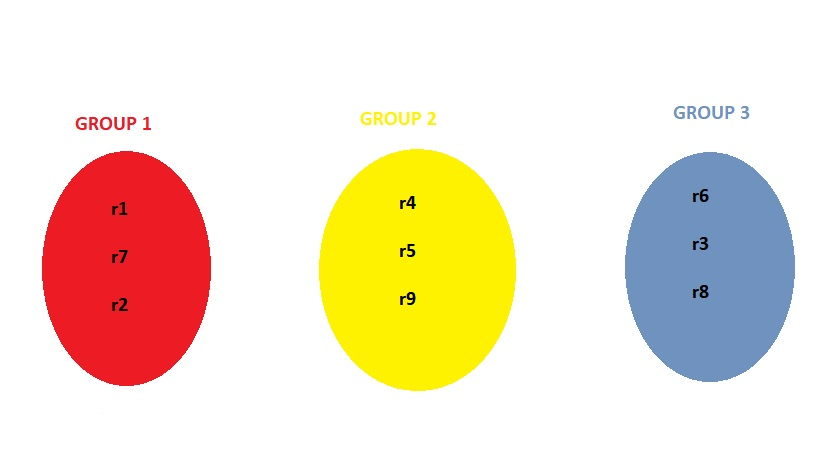 GROUP 1
r1
r7
r2
GROUP 2
r4
r5
r9
GROUP 3
r6
r3
r8